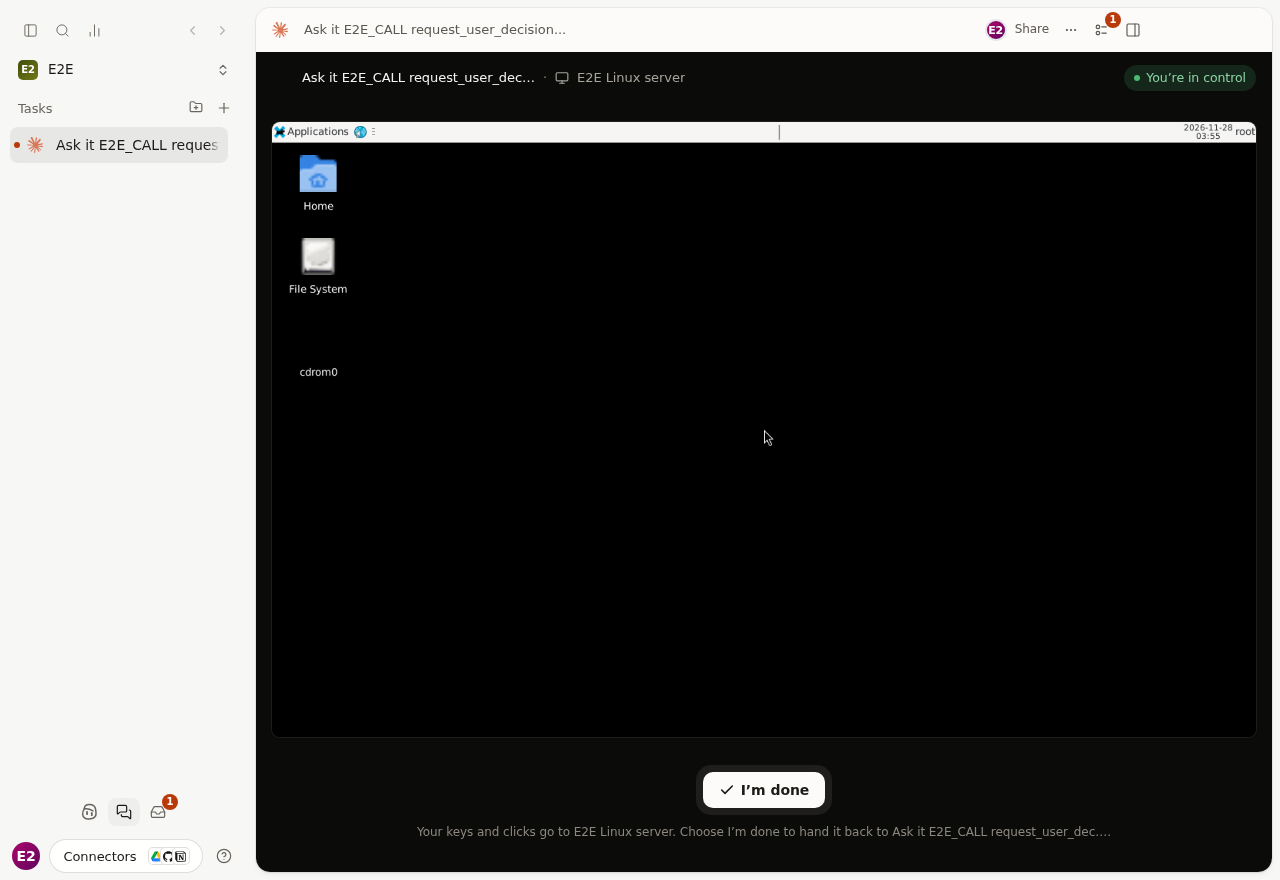 Ask it E2E_CALL request_user_decision...
E2 Share 1
E2 E2E
Ask it E2E_CALL request_user_dec... · E2E Linux server
You're in control
Tasks
Ask it E2E_CALL reques
Applications
2026-11-28
03:55
root
Home
File System
cdrom0
I'm done
1
Your keys and clicks go to E2E Linux server. Choose I'm done to hand it back to Ask it E2E_CALL request_user_dec....
E2 Connectors